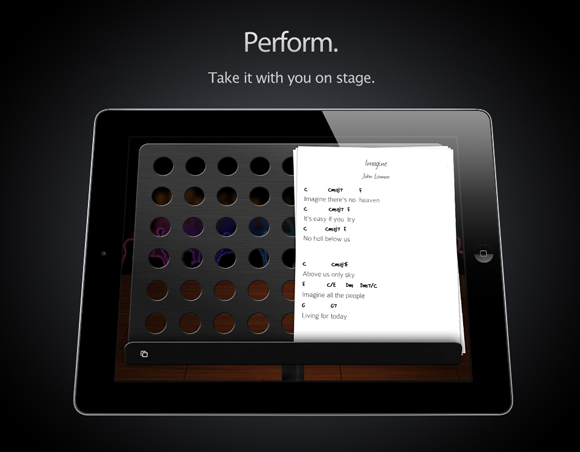 Perform.
Take it with you on stage.
Imagine
John Lennon
C Cmaj7 F
Imagine there's no heaven
C Cmaj7 F
It's easy if you try
C Cmaj7 F
No hell below us
C Cmaj7 F
Above us only sky
F C/E Dm Dm7/C
Imagine all the people
G G7
Living for today